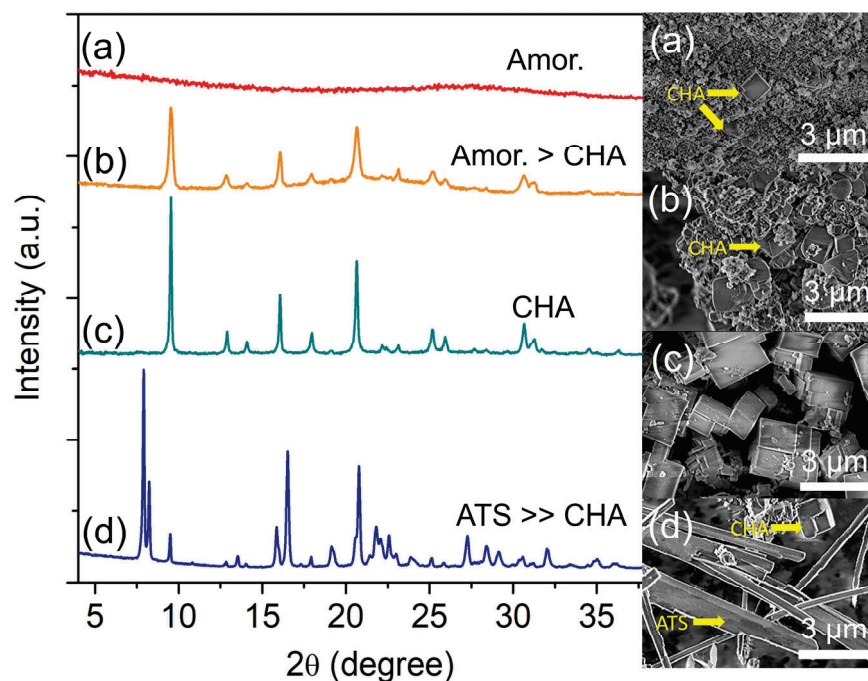 (a)
Amor.
(b)
Amor. > CHA
(c)
CHA
(d)
ATS >> CHA
Intensity (a.u.)
5 10 15 20 25 30 35
2θ (degree)
(a)
CHA
3 µm
(b)
CHA
3 µm
(c)
3 µm
(d)
CHA
ATS
3 µm